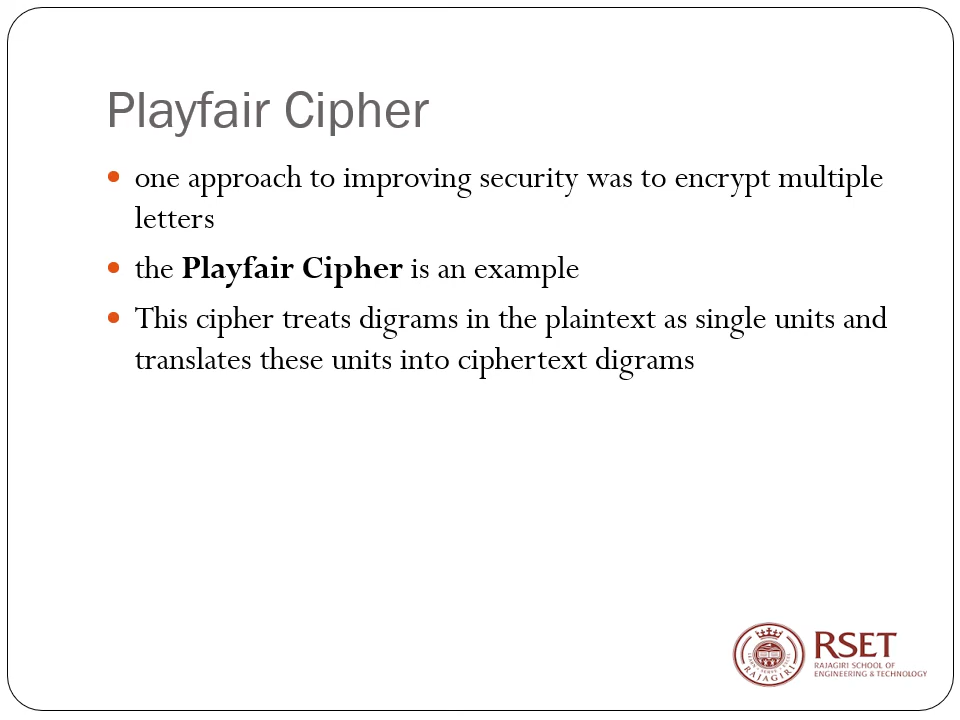 Playfair Cipher
one approach to improving security was to encrypt multiple
letters
the Playfair Cipher is an example
This cipher treats digrams in the plaintext as single units and
translates these units into ciphertext digrams
RSET
RAJAGIRI SCHOOL OF
ENGINEERING & TECHNOLOGY
RAJAGIRI